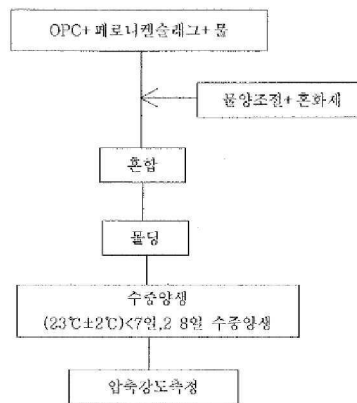 OPC+페로니켈슬래그+물
물양조절+혼화제
혼합
몰딩
수중양생
(23℃±2℃)<7일,2 8일 수중양생
압축강도측정